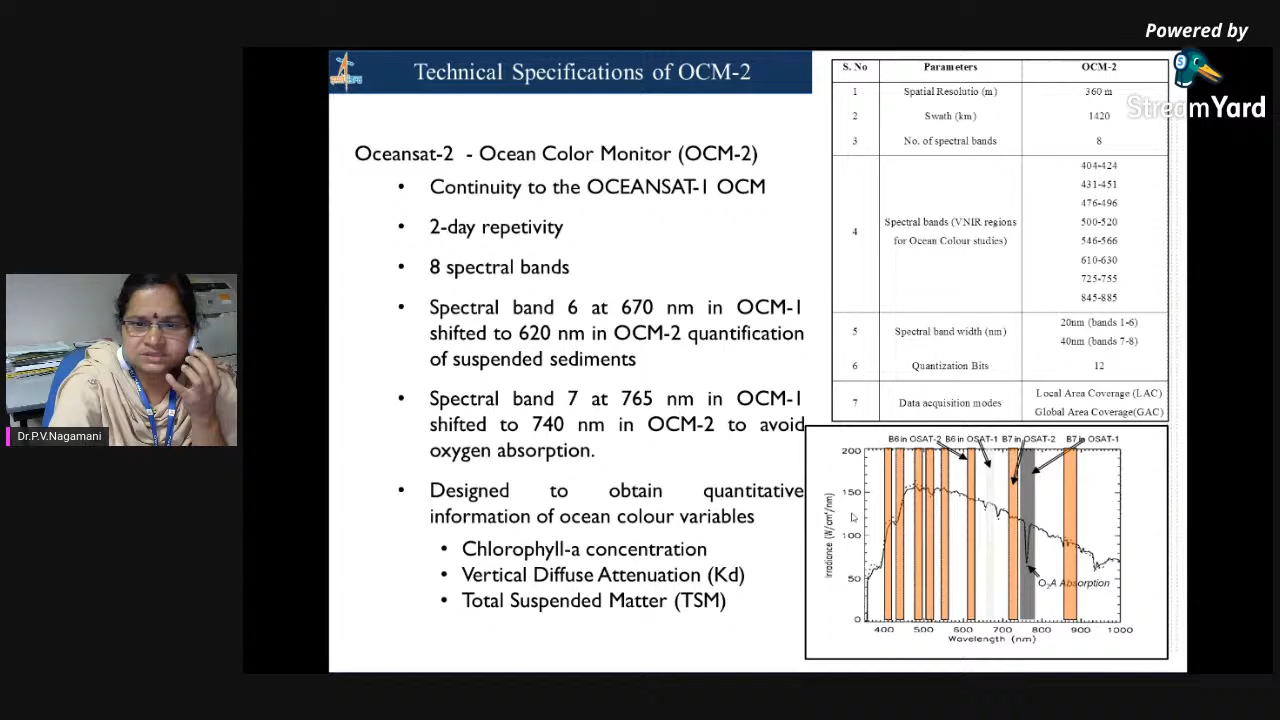 Powered by
StreamYard
Technical Specifications of OCM-2
Oceansat-2 - Ocean Color Monitor (OCM-2)
• Continuity to the OCEANSAT-1 OCM
• 2-day repetivity
• 8 spectral bands
• Spectral band 6 at 670 nm in OCM-1
shifted to 620 nm in OCM-2 quantification
of suspended sediments
• Spectral band 7 at 765 nm in OCM-1
shifted to 740 nm in OCM-2 to avoid
oxygen absorption.
• Designed to obtain quantitative
information of ocean colour variables
• Chlorophyll-a concentration
• Vertical Diffuse Attenuation (Kd)
• Total Suspended Matter (TSM)
S. No Parameters OCM-2
1 Spatial Resolutio (m) 360 m
2 Swath (km) 1420
3 No. of spectral bands 8
4 Spectral bands (VNIR regions
for Ocean Colour studies)
404-424
431-451
476-496
500-520
546-566
610-630
725-755
845-885
5 Spectral band width (nm)
20nm (bands 1-6)
40nm (bands 7-8)
6 Quantization Bits 12
7 Data acquisition modes
Local Area Coverage (LAC)
Global Area Coverage(GAC)
B6 in OSAT-2 B6 in OSAT-1 B7 in OSAT-2 B7 in OSAT-1
200
150
100
50
0
Irradiance
O2A Absorption
400 500 600 700 800 900 1000
Wavelength (nm)
Dr.P.V.Nagamani